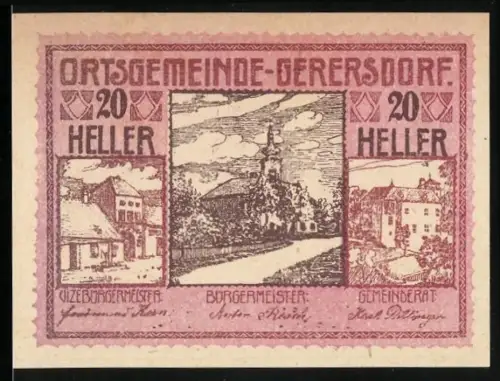 ORTSGEMEINDE-GERERSDORF.
20 20
HELLER HELLER
VIZEBÜRGERMEISTER: BÜRGERMEISTER: GEMEINDERAT: